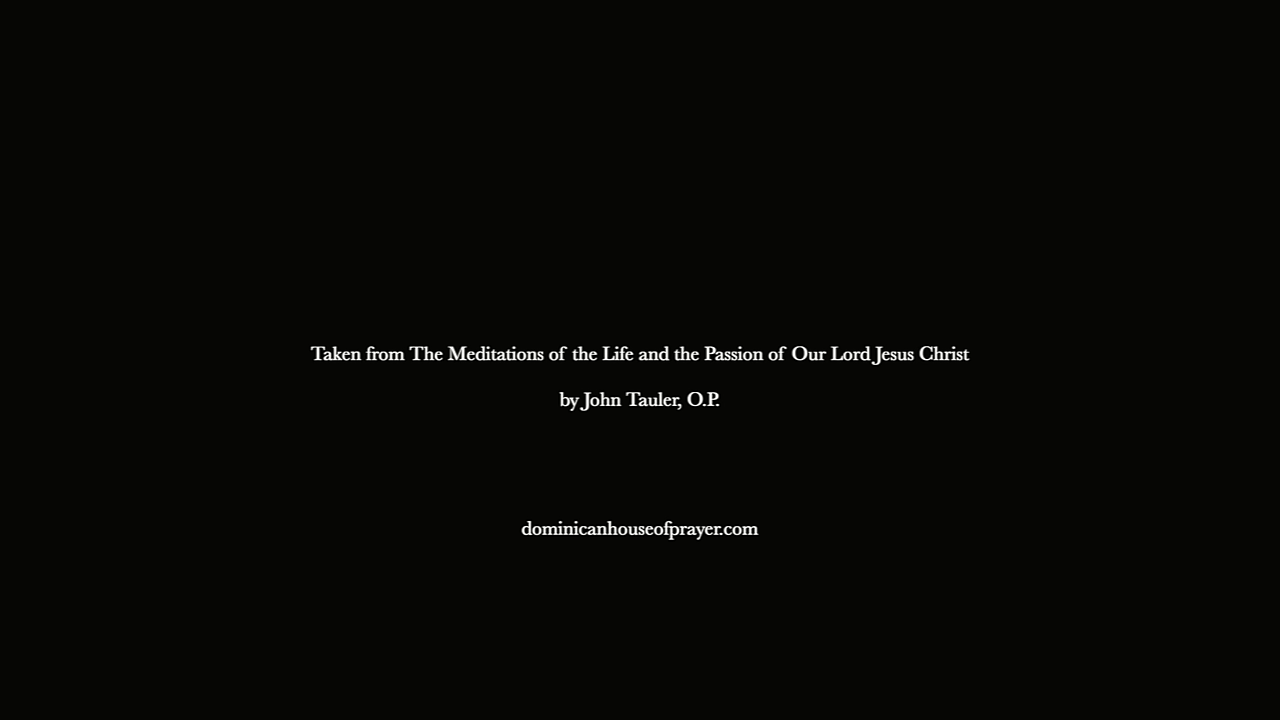 Taken from The Meditations of the Life and the Passion of Our Lord Jesus Christ
by John Tauler, O.P.
dominicanhouseofprayer.com